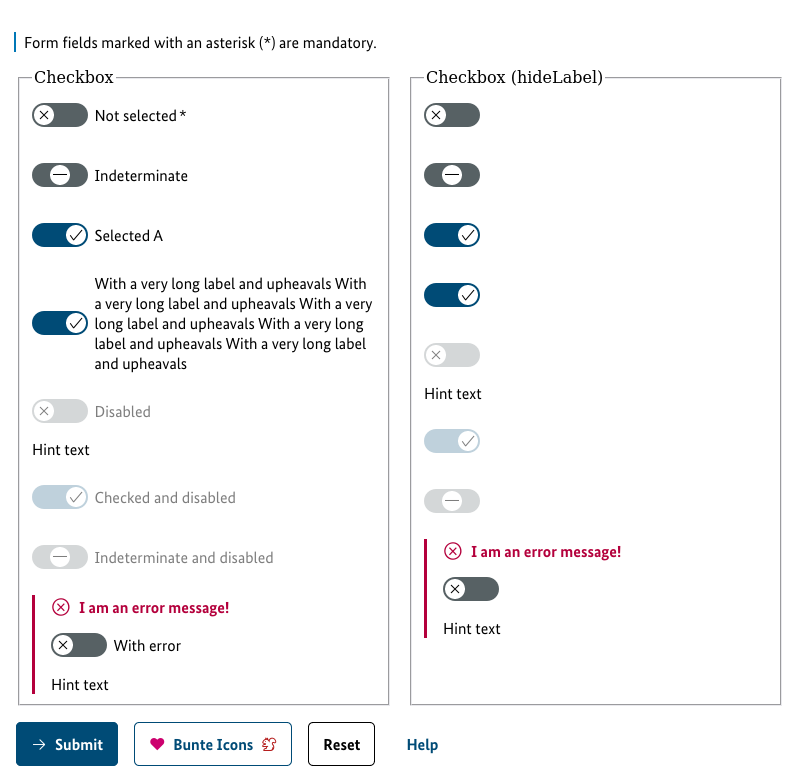 Form fields marked with an asterisk (*) are mandatory.
Checkbox
Not selected *
Indeterminate
Selected A
With a very long label and upheavals With
a very long label and upheavals With a very
long label and upheavals With a very long
label and upheavals With a very long label
and upheavals
Disabled
Hint text
Checked and disabled
Indeterminate and disabled
I am an error message!
With error
Hint text
Checkbox (hideLabel)
Hint text
I am an error message!
Hint text
Submit
Bunte Icons
Reset
Help